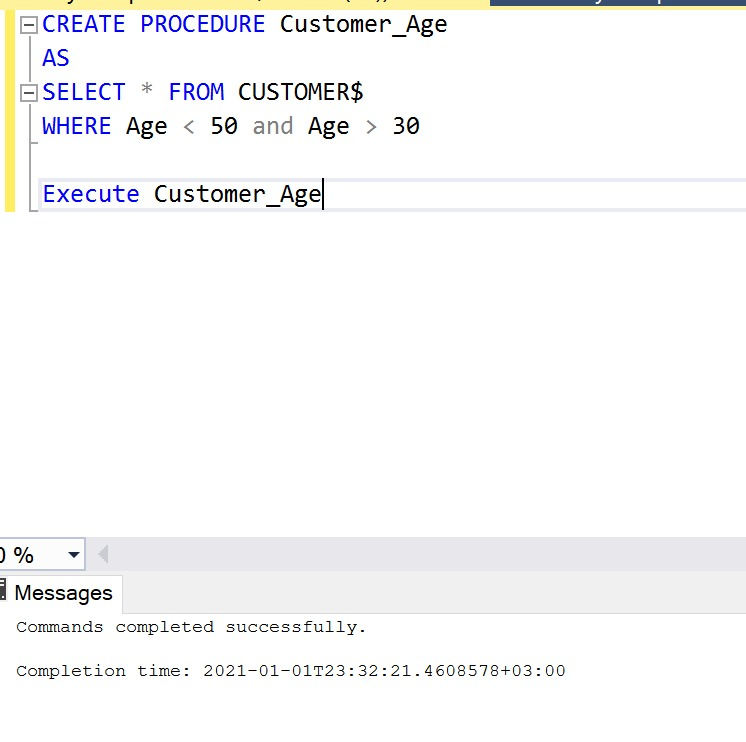 CREATE PROCEDURE Customer_Age
AS
SELECT * FROM CUSTOMER$
WHERE Age < 50 and Age > 30
Execute Customer_Age
%
Messages
Commands completed successfully.
Completion time: 2021-01-01T23:32:21.4608578+03:00